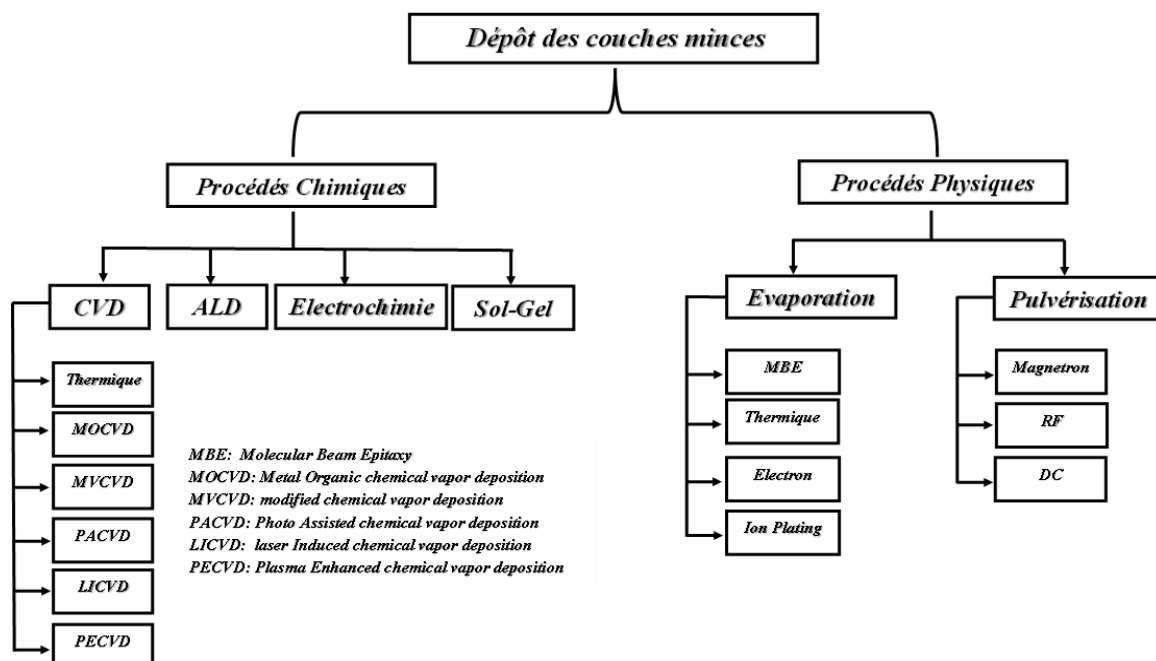 Dépôt des couches minces
Procédés Chimiques
Procédés Physiques
CVD
ALD
Electrochimie
Sol-Gel
Evaporation
Pulvérisation
Thermique
MOCVD
MVCVD
PACVD
LICVD
PECVD
MBE: Molecular Beam Epitaxy
MOCVD: Metal Organic chemical vapor deposition
MVCVD: modified chemical vapor deposition
PACVD: Photo Assisted chemical vapor deposition
LICVD: laser Induced chemical vapor deposition
PECVD: Plasma Enhanced chemical vapor deposition
MBE
Thermique
Electron
Ion Plating
Magnetron
RF
DC